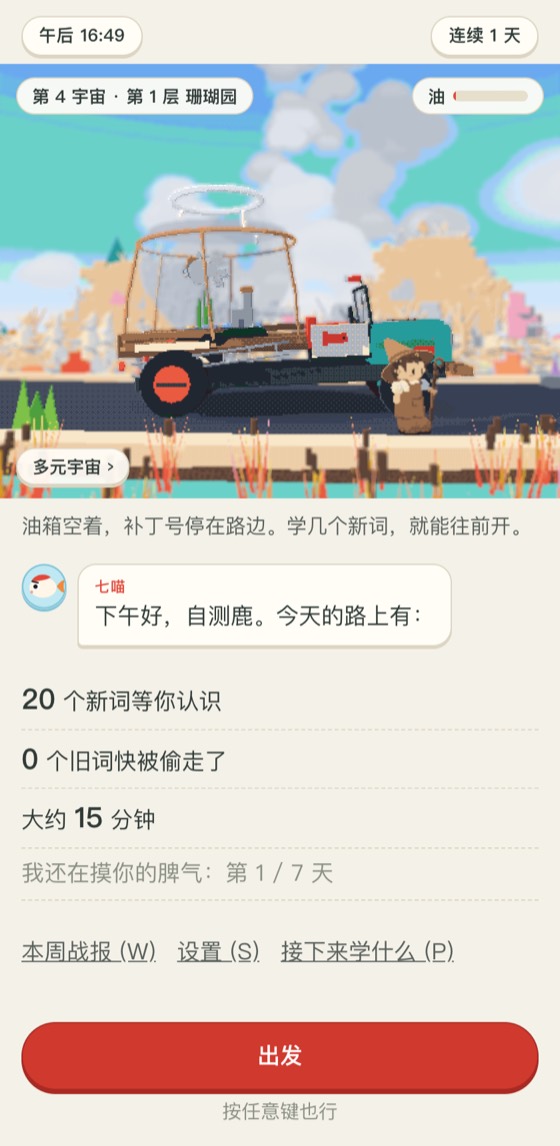 午后 16:49
连续 1 天
第 4 宇宙 · 第 1 层 珊瑚园
油
多元宇宙 ›
油箱空着，补丁号停在路边。学几个新词，就能往前开。
七喵
下午好，自测鹿。今天的路上有：
20 个新词等你认识
0 个旧词快被偷走了
大约 15 分钟
我还在摸你的脾气：第 1 / 7 天
本周战报 (W) 设置 (S) 接下来学什么 (P)
出发
按任意键也行